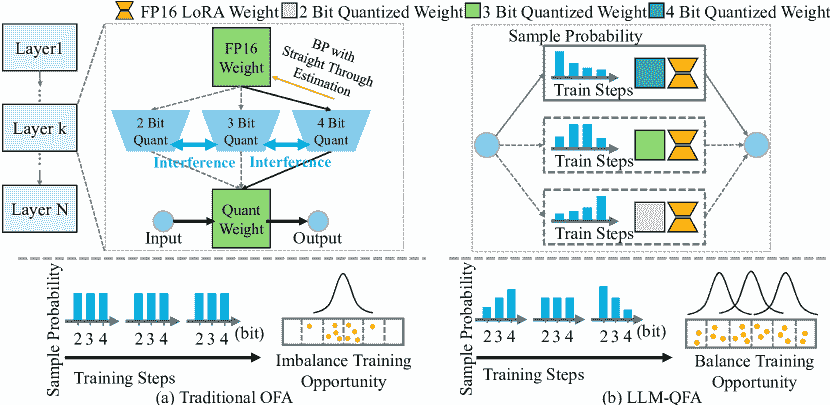 FP16 LoRA Weight 2 Bit Quantized Weight 3 Bit Quantized Weight 4 Bit Quantized Weight
Layer1
Layer k
Layer N
FP16
Weight
BP with
Straight Through
Estimation
2 Bit
Quant
3 Bit
Quant
4 Bit
Quant
Interference
Interference
Quant
Weight
Input
Output
Sample Probability
Train Steps
Train Steps
Train Steps
Sample Probability
2 3 4
2 3 4
2 3 4
(bit)
Training Steps
Imbalance Training
Opportunity
(a) Traditional OFA
Sample Probability
2 3 4
2 3 4
2 3 4
(bit)
Training Steps
Balance Training
Opportunity
(b) LLM-QFA